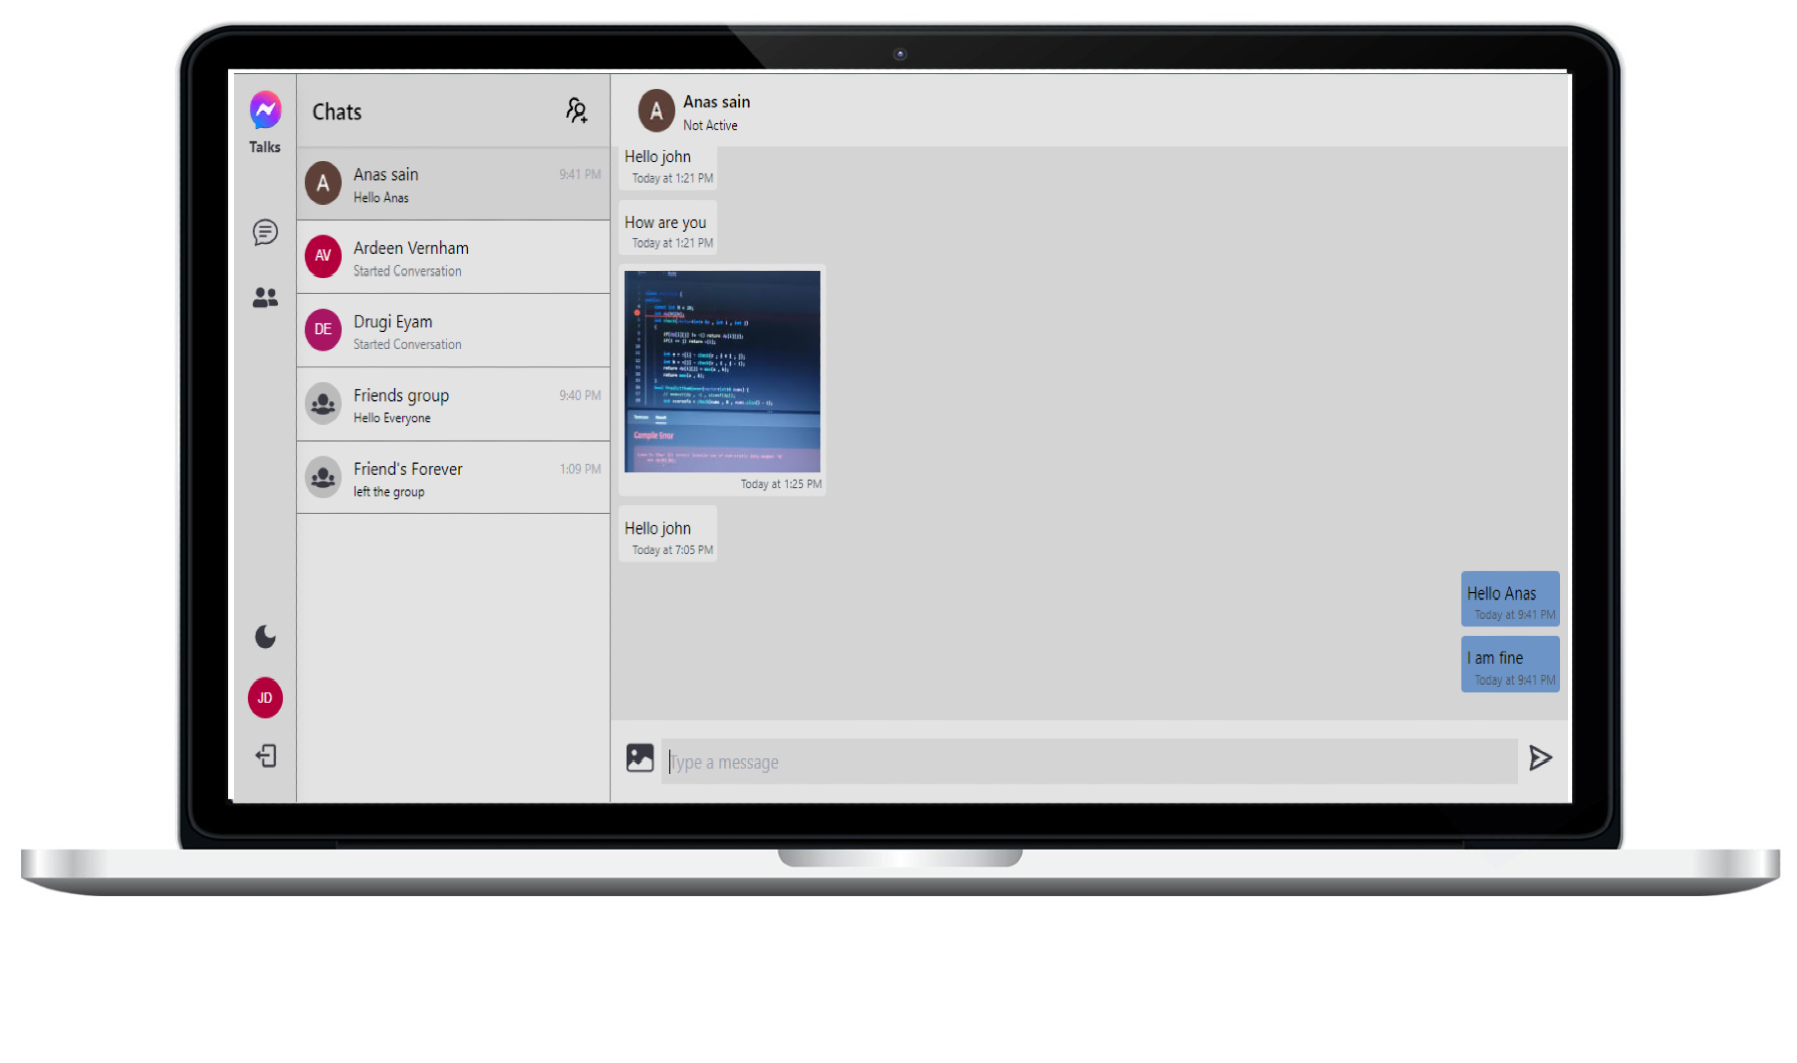 Talks
JD
Chats
A
Anas sain
9:41 PM
Hello Anas
AV
Ardeen Vernham
Started Conversation
DE
Drugi Eyam
Started Conversation
Friends group
9:40 PM
Hello Everyone
Friend's Forever
1:09 PM
left the group
A
Anas sain
Not Active
Hello john
Today at 1:21 PM
How are you
Today at 1:21 PM
Compile Error
Today at 1:25 PM
Hello john
Today at 7:05 PM
Hello Anas
Today at 9:41 PM
I am fine
Today at 9:41 PM
Type a message